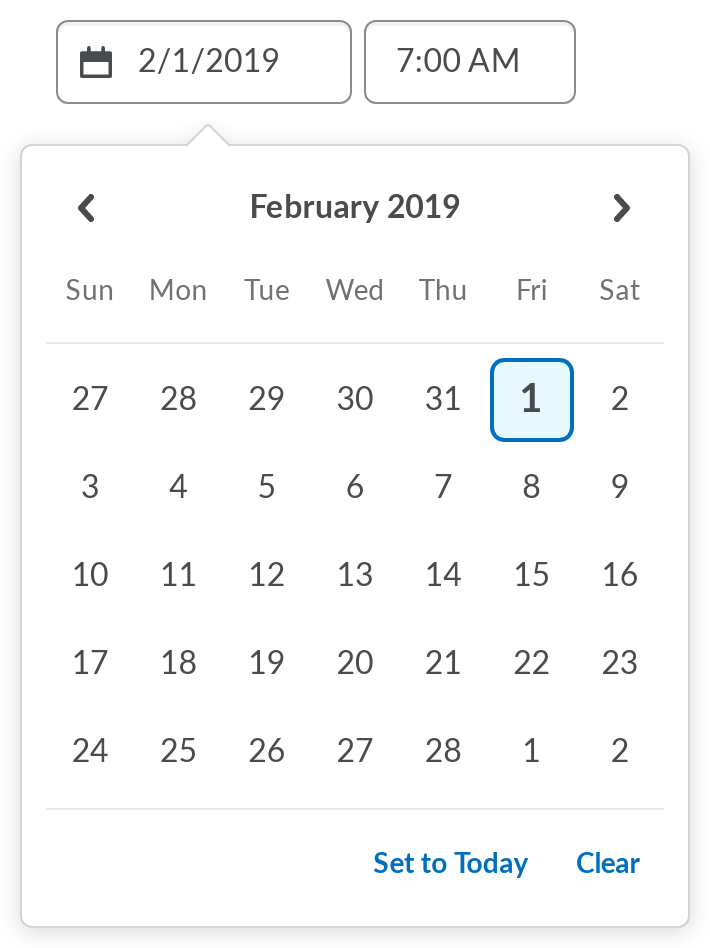 2/1/2019 7:00 AM
February 2019
Sun Mon Tue Wed Thu Fri Sat
27 28 29 30 31 1 2
3 4 5 6 7 8 9
10 11 12 13 14 15 16
17 18 19 20 21 22 23
24 25 26 27 28 1 2
Set to Today Clear